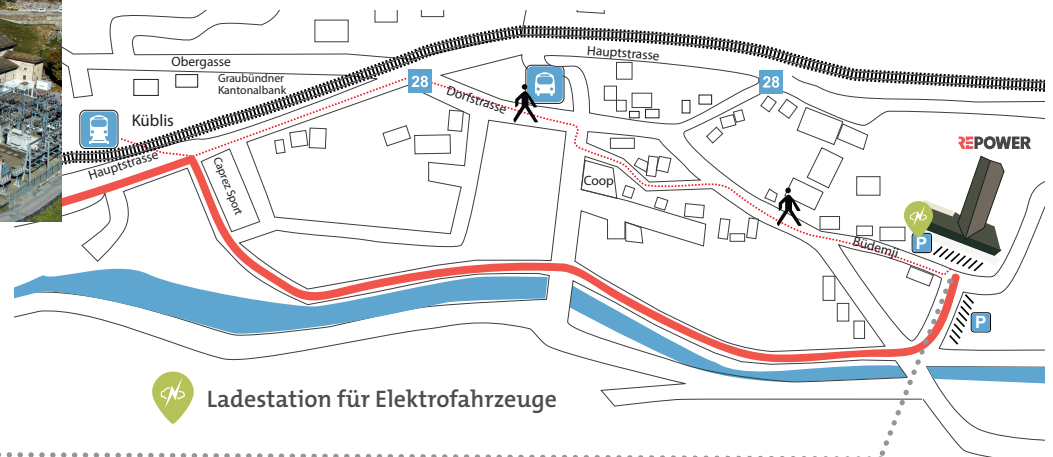 Obergasse
Graubündner
Kantonalbank
Küblis
Hauptstrasse
Caprez Sport
28
Dorfstrasse
Hauptstrasse
28
Coop
REPOWER
P
Büdemji
P
Ladestation für Elektrofahrzeuge